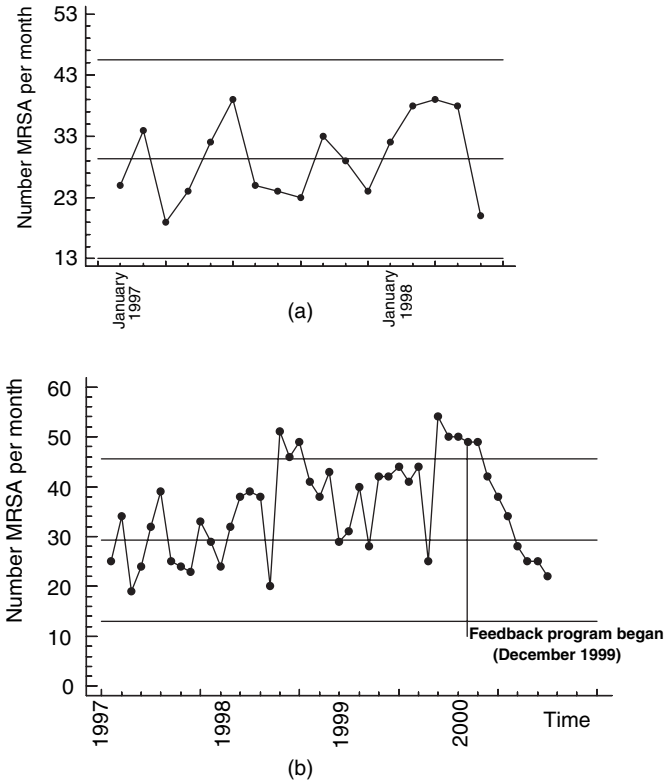 Number MRSA per month
53
43
33
23
13
January
1997
January
1998
(a)
Number MRSA per month
60
50
40
30
20
10
0
Feedback program began
(December 1999)
1997
1998
1999
2000
Time
(b)